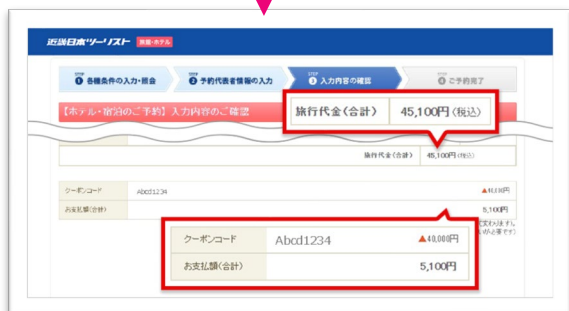 近畿日本ツーリスト 旅館・ホテル
STEP 1 各種条件の入力・照会
STEP 2 予約代表者情報の入力
STEP 3 入力内容の確認
STEP 4 ご予約完了
【ホテル・宿泊のご予約】入力内容のご確認
旅行代金(合計) 45,100円(税込)
旅行代金(合計) 45,100円(税込)
クーポンコード Abcd1234 ▲40,000円
お支払額(合計) 5,100円
クーポンコード Abcd1234 ▲40,000円
お支払額(合計) 5,100円